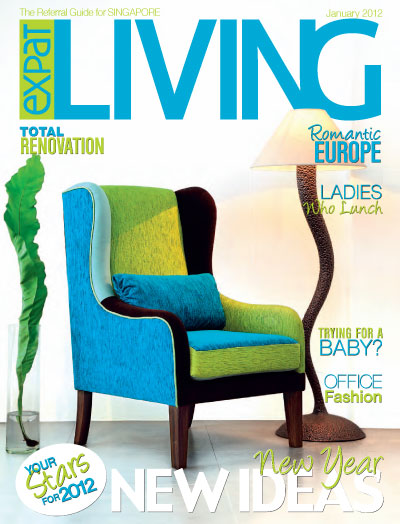 The Referral Guide for SINGAPORE
January 2012
expat
LIVING
TOTAL
RENOVATION
Romantic
EUROPE
LADIES
Who Lunch
TRYING FOR A
BABY?
OFFICE
Fashion
YOUR
Stars
FOR 2012
New Year
NEW IDEAS